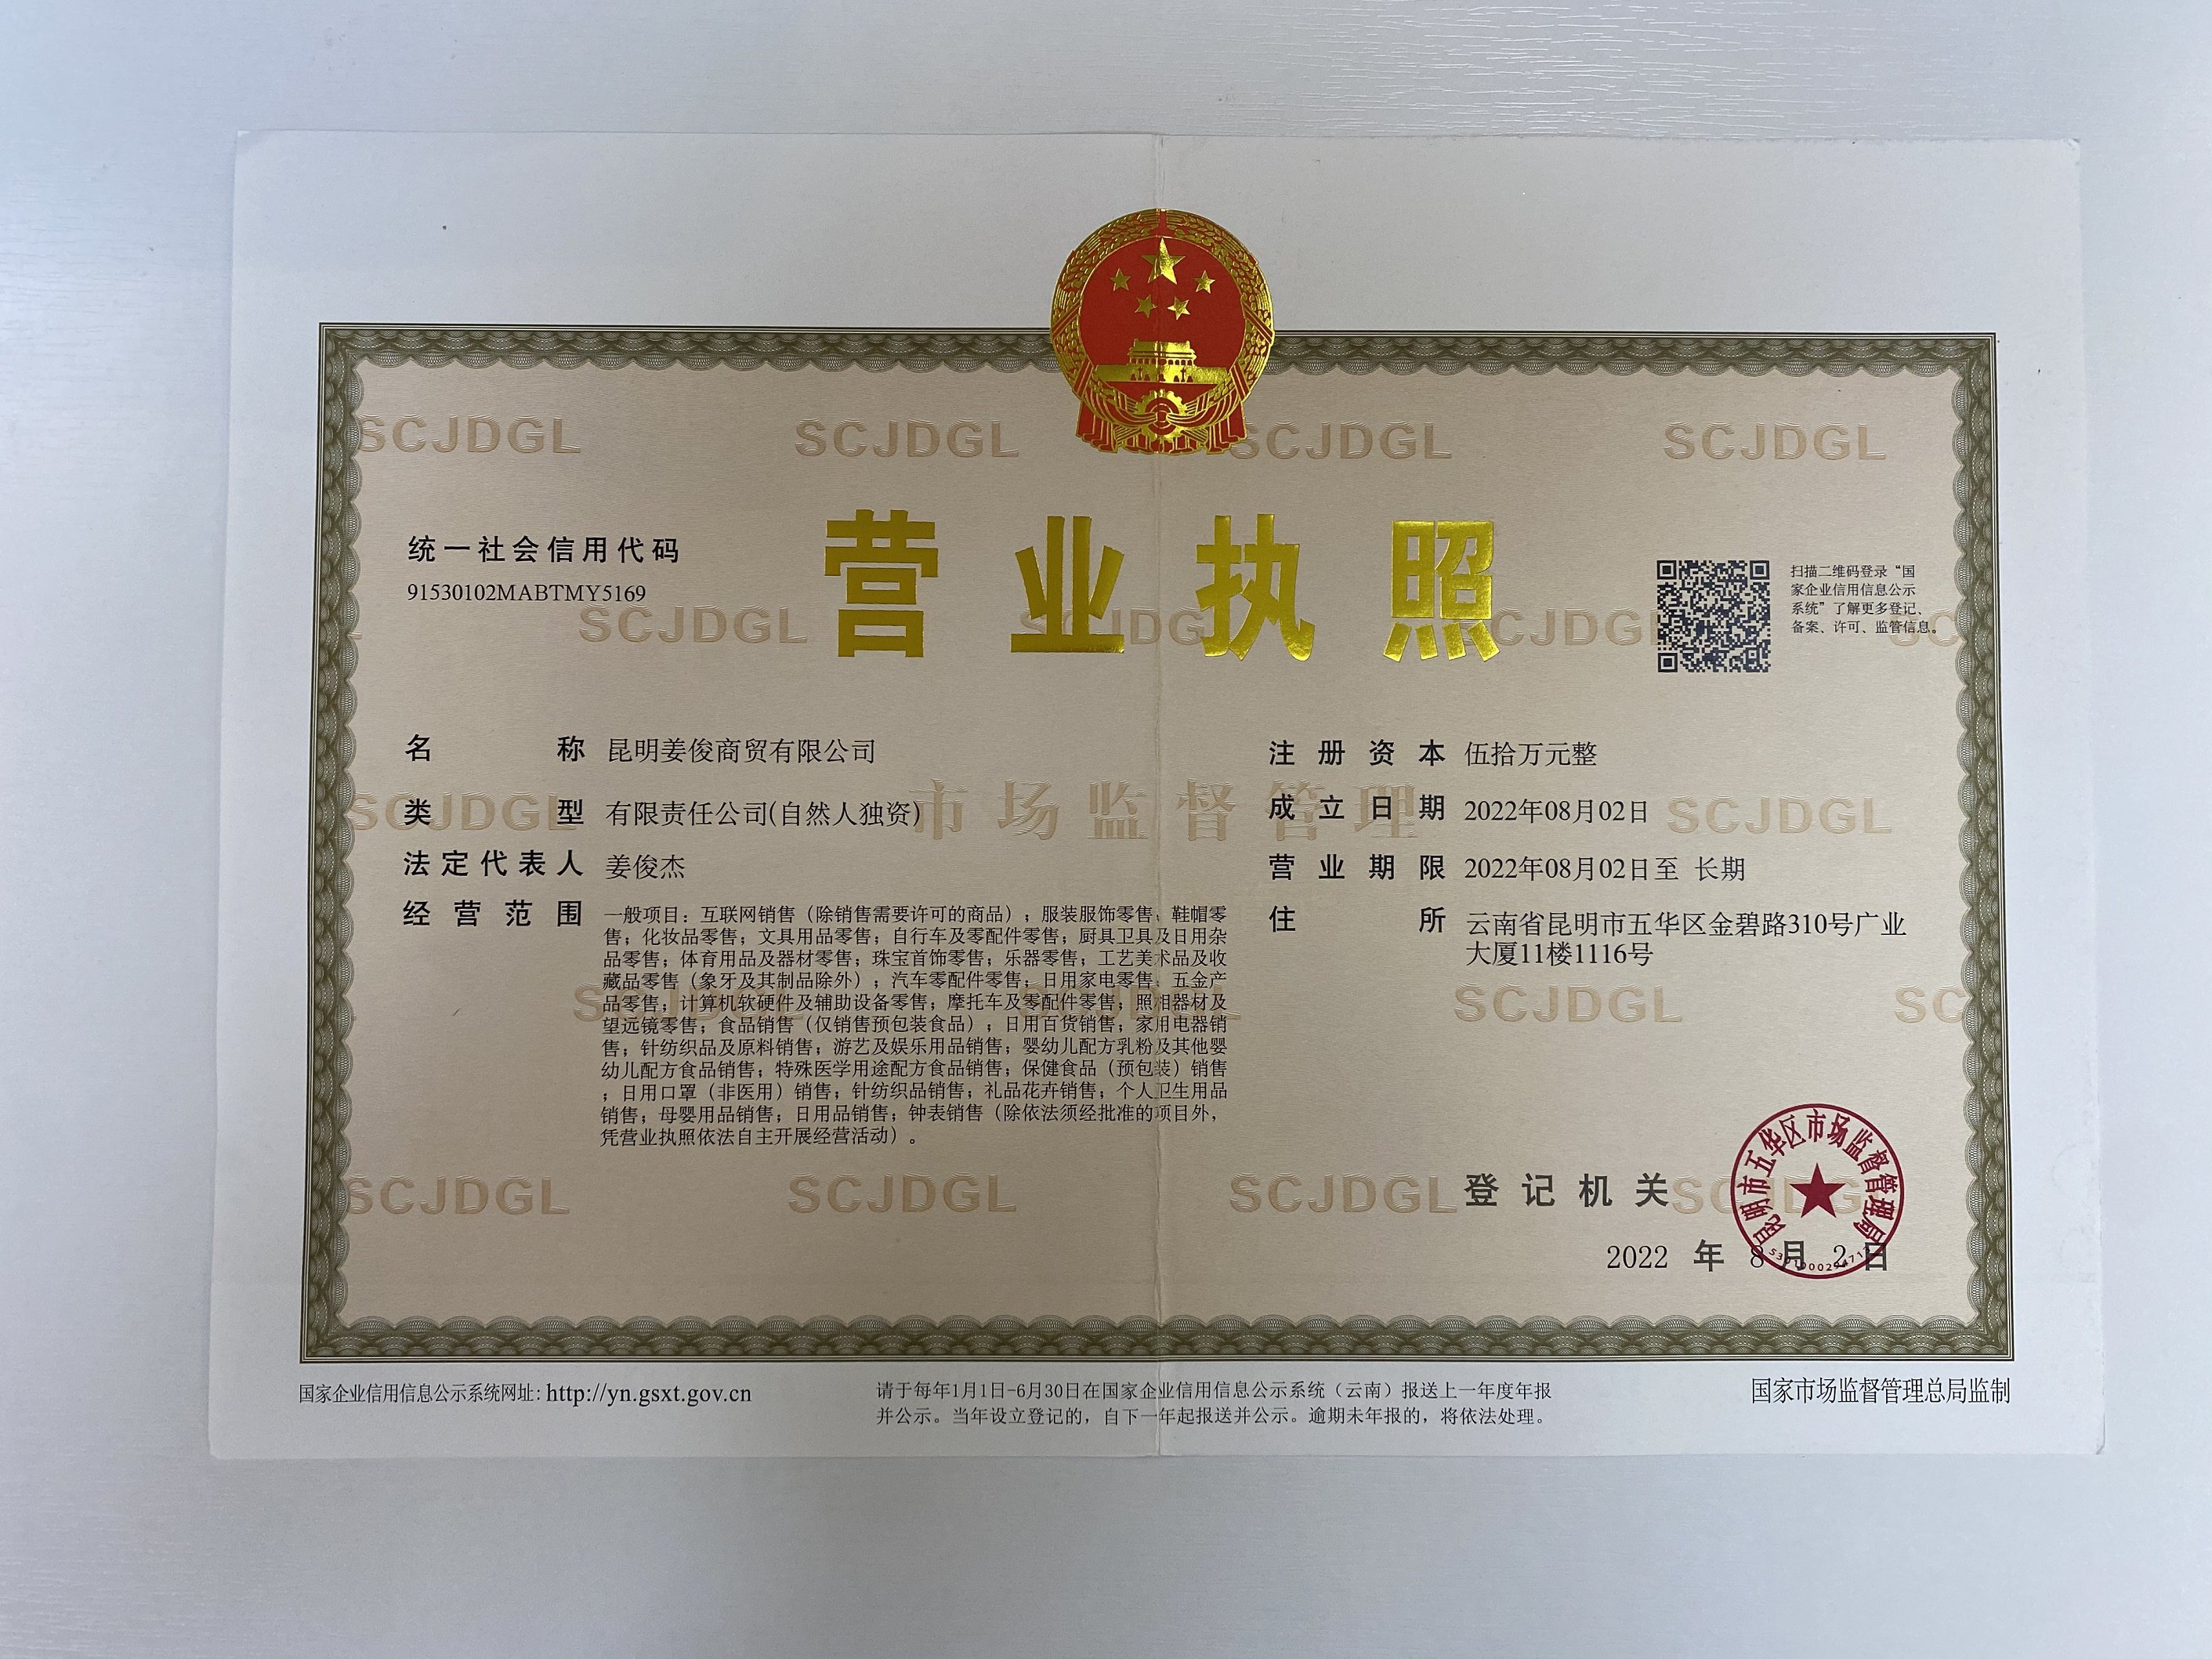 营业执照
统一社会信用代码
91530102MABTMY5169
扫描二维码登录“国
家企业信用信息公示
系统”了解更多登记、
备案、许可、监管信息。
名称 昆明姜俊商贸有限公司
类型 有限责任公司(自然人独资)
法定代表人 姜俊杰
经营范围 一般项目：互联网销售（除销售需要许可的商品）；服装服饰零售；鞋帽零
售；化妆品零售；文具用品零售；自行车及零配件零售；厨具卫具及日用杂
品零售；体育用品及器材零售；珠宝首饰零售；乐器零售；工艺美术品及收
藏品零售（象牙及其制品除外）；汽车零配件零售；日用家电零售；五金产
品零售；计算机软硬件及辅助设备零售；摩托车及零配件零售；照相器材及
望远镜零售；食品销售（仅销售预包装食品）；日用百货销售；家用电器销
售；针纺织品及原料销售；游艺及娱乐用品销售；婴幼儿配方乳粉及其他婴
幼儿配方食品销售；特殊医学用途配方食品销售；保健食品（预包装）销售
；日用口罩（非医用）销售；针纺织品销售；礼品花卉销售；个人卫生用品
销售；母婴用品销售；日用品销售；钟表销售（除依法须经批准的项目外，
凭营业执照依法自主开展经营活动）。
注册资本 伍拾万元整
成立日期 2022年08月02日
营业期限 2022年08月02日至 长期
住所 云南省昆明市五华区金碧路310号广业
大厦11楼1116号
市场监督管理
SCJDGL
登记机关
昆明市五华区市场监督管理局
2022 年 8 月 2 日
国家企业信用信息公示系统网址：http://yn.gsxt.gov.cn
请于每年1月1日-6月30日在国家企业信用信息公示系统（云南）报送上一年度年报
并公示。当年设立登记的，自下一年起报送并公示。逾期未年报的，将依法处理。
国家市场监督管理总局监制